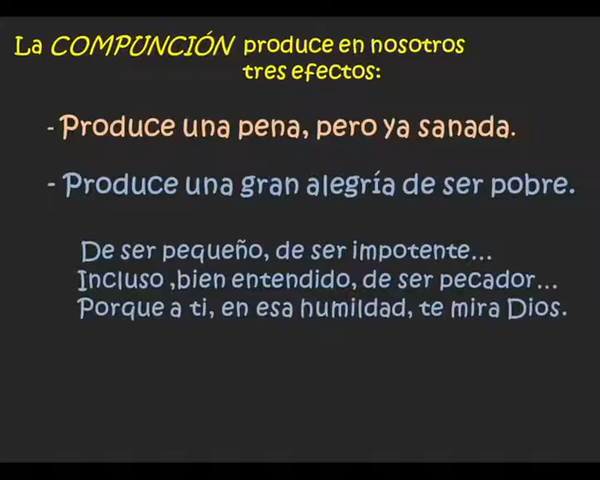 La COMPUNCIÓN produce en nosotros
tres efectos:
- Produce una pena, pero ya sanada.
- Produce una gran alegría de ser pobre.
De ser pequeño, de ser impotente...
Incluso ,bien entendido, de ser pecador...
Porque a ti, en esa humildad, te mira Dios.